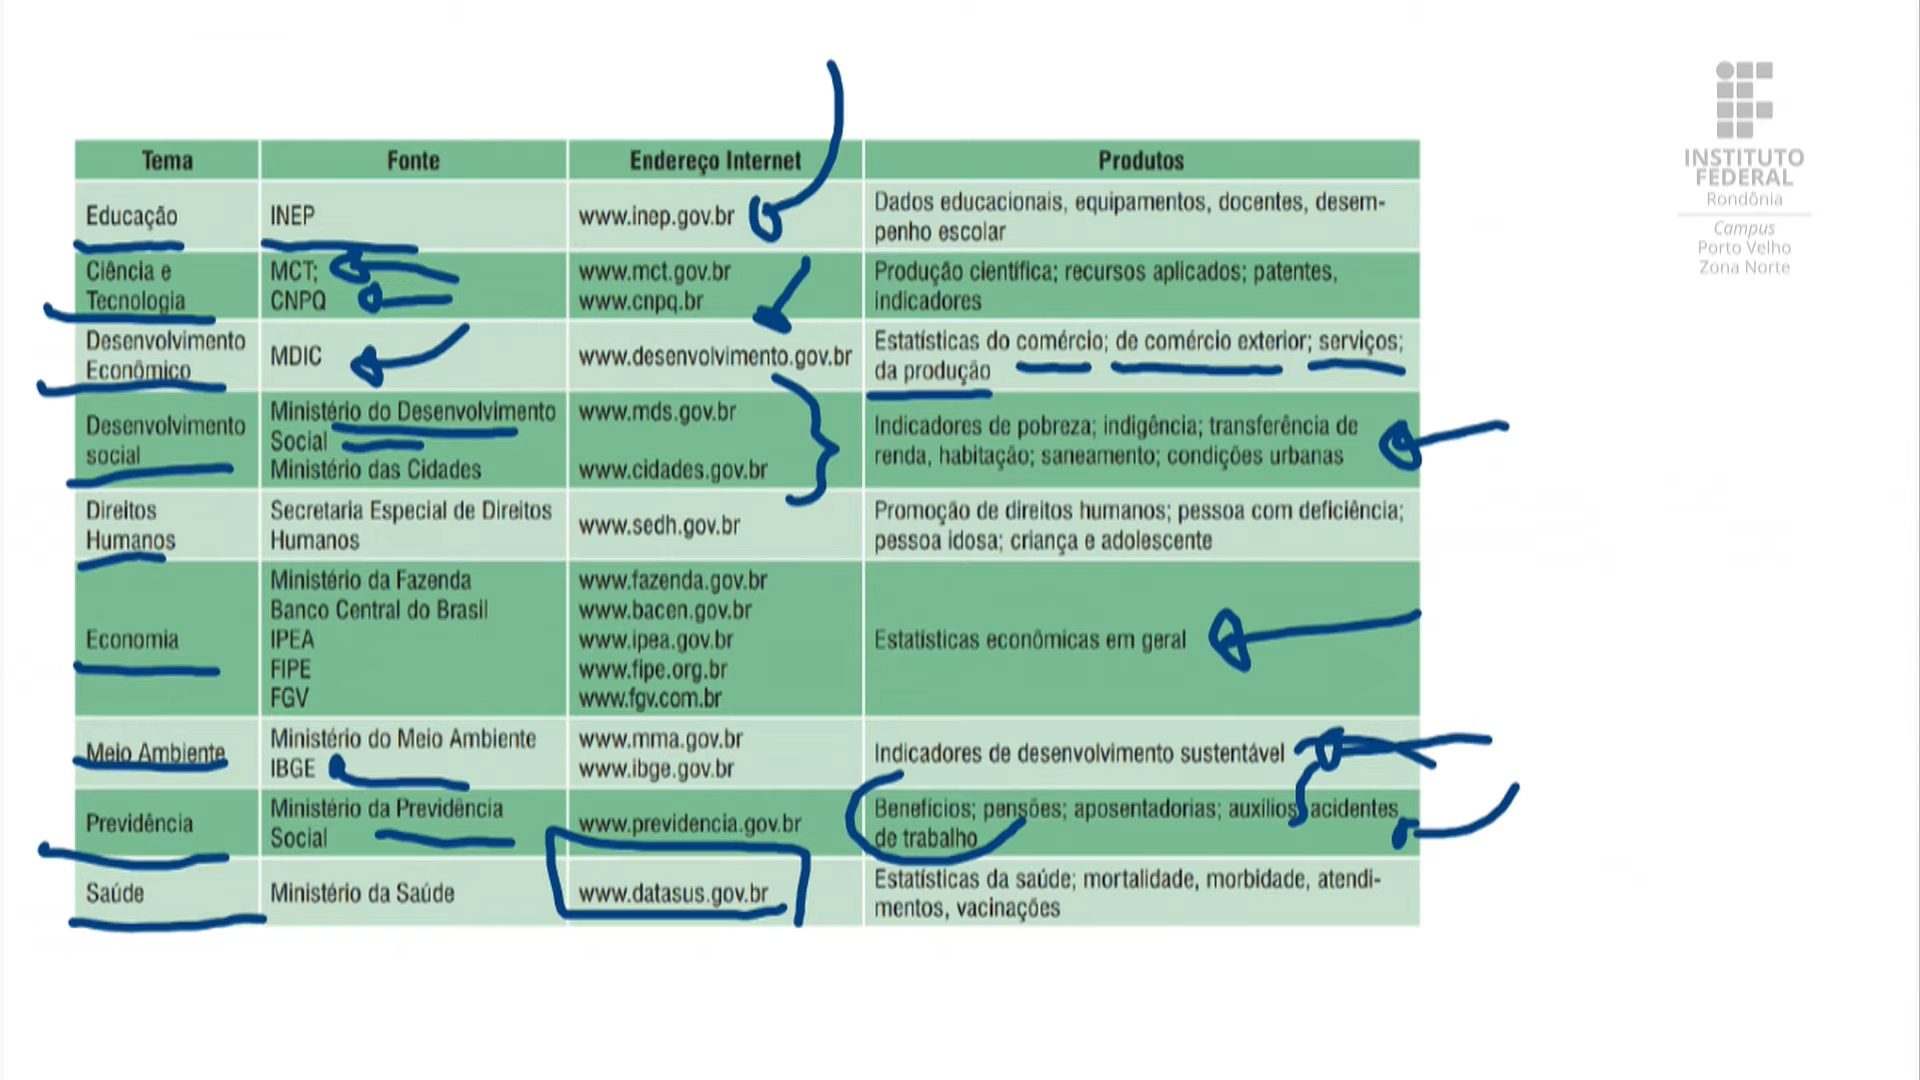 Tema Fonte Endereço Internet Produtos
Educação INEP www.inep.gov.br Dados educacionais, equipamentos, docentes, desem-
penho escolar
Ciência e MCT; www.mct.gov.br Produção científica; recursos aplicados; patentes,
Tecnologia CNPQ www.cnpq.br indicadores
Desenvolvimento MDIC www.desenvolvimento.gov.br Estatísticas do comércio; de comércio exterior; serviços;
Econômico da produção
Desenvolvimento Ministério do Desenvolvimento www.mds.gov.br Indicadores de pobreza; indigência; transferência de
social Social renda, habitação; saneamento; condições urbanas
Ministério das Cidades www.cidades.gov.br
Direitos Secretaria Especial de Direitos www.sedh.gov.br Promoção de direitos humanos; pessoa com deficiência;
Humanos Humanos pessoa idosa; criança e adolescente
Ministério da Fazenda www.fazenda.gov.br
Banco Central do Brasil www.bacen.gov.br
Economia IPEA www.ipea.gov.br Estatísticas econômicas em geral
FIPE www.fipe.org.br
FGV www.fgv.com.br
Meio Ambiente Ministério do Meio Ambiente www.mma.gov.br Indicadores de desenvolvimento sustentável
IBGE www.ibge.gov.br
Previdência Ministério da Previdência www.previdencia.gov.br Benefícios; pensões; aposentadorias; auxílios acidentes
Social de trabalho
Saúde Ministério da Saúde www.datasus.gov.br Estatísticas da saúde; mortalidade, morbidade, atendi-
mentos, vacinações
INSTITUTO
FEDERAL
Rondônia
Campus
Porto Velho
Zona Norte